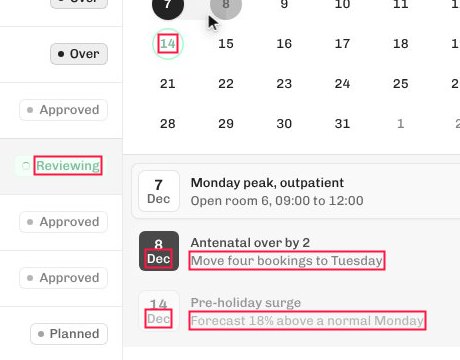 Over
7 8 9 10 11
Over
14 15 16 17 18
21 22 23 24 25
Approved
28 29 30 31 1 2
Reviewing
7 Dec
Monday peak, outpatient
Open room 6, 09:00 to 12:00
Approved
8 Dec
Antenatal over by 2
Move four bookings to Tuesday
Approved
14 Dec
Pre-holiday surge
Forecast 18% above a normal Monday
Planned